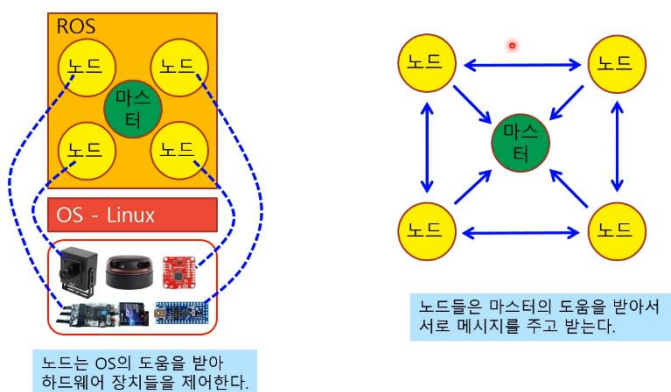 ROS
노드
노드
마스
터
노드
노드
OS - Linux
노드는 OS의 도움을 받아
하드웨어 장치들을 제어한다.
노드
노드
마스
터
노드
노드
노드들은 마스터의 도움을 받아서
서로 메시지를 주고 받는다.